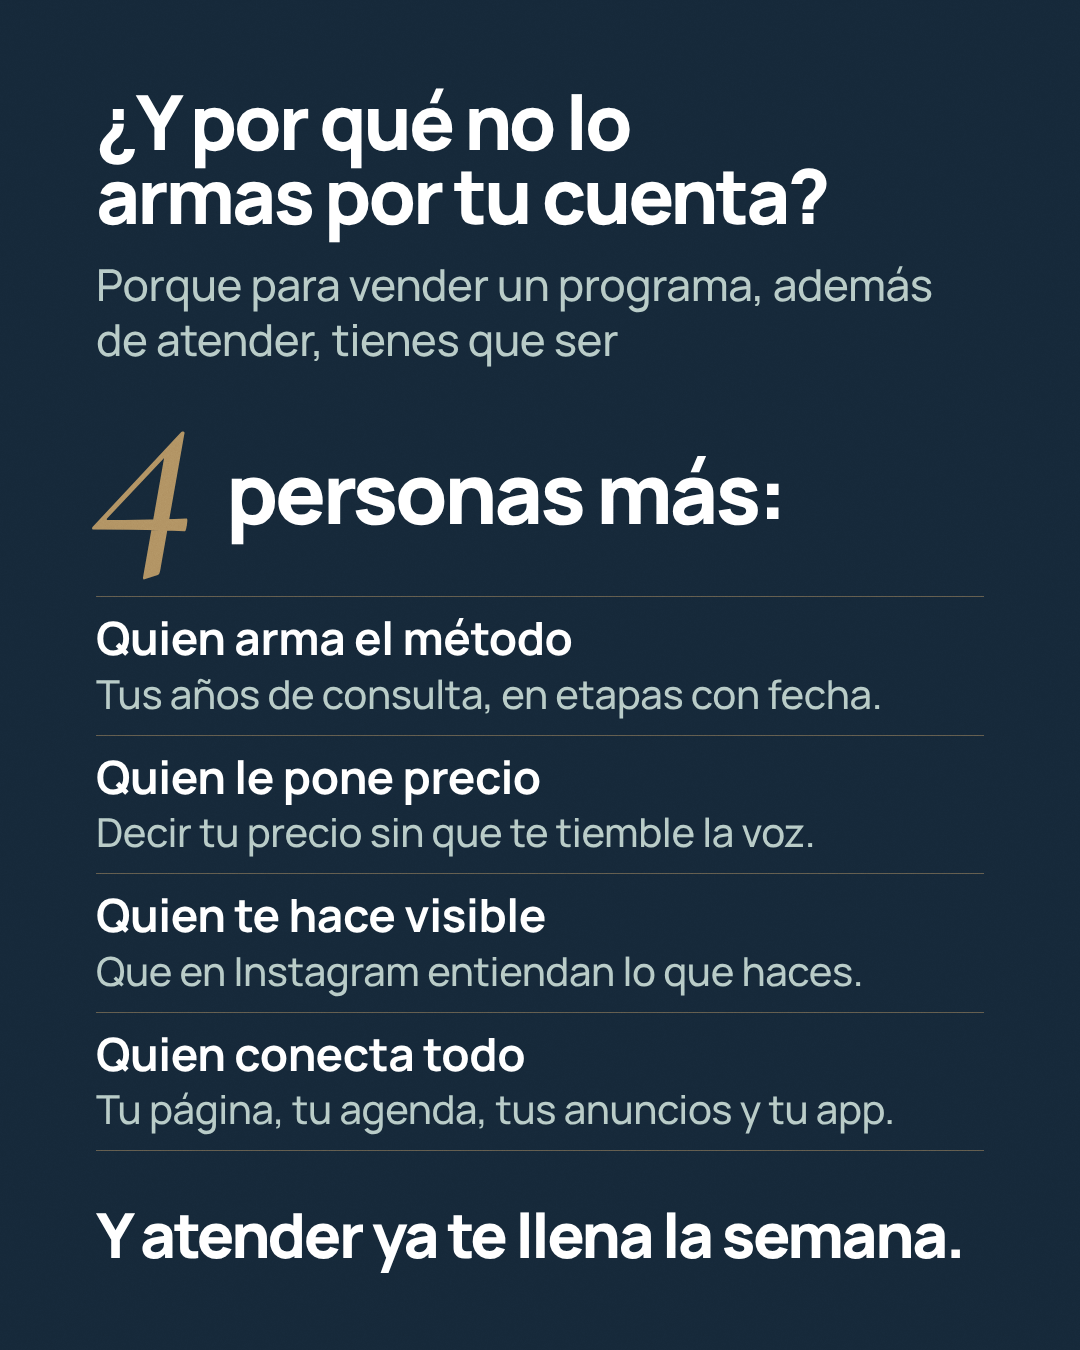 ¿Y por qué no lo
armas por tu cuenta?
Porque para vender un programa, además
de atender, tienes que ser
4 personas más:
Quien arma el método
Tus años de consulta, en etapas con fecha.
Quien le pone precio
Decir tu precio sin que te tiemble la voz.
Quien te hace visible
Que en Instagram entiendan lo que haces.
Quien conecta todo
Tu página, tu agenda, tus anuncios y tu app.
Y atender ya te llena la semana.